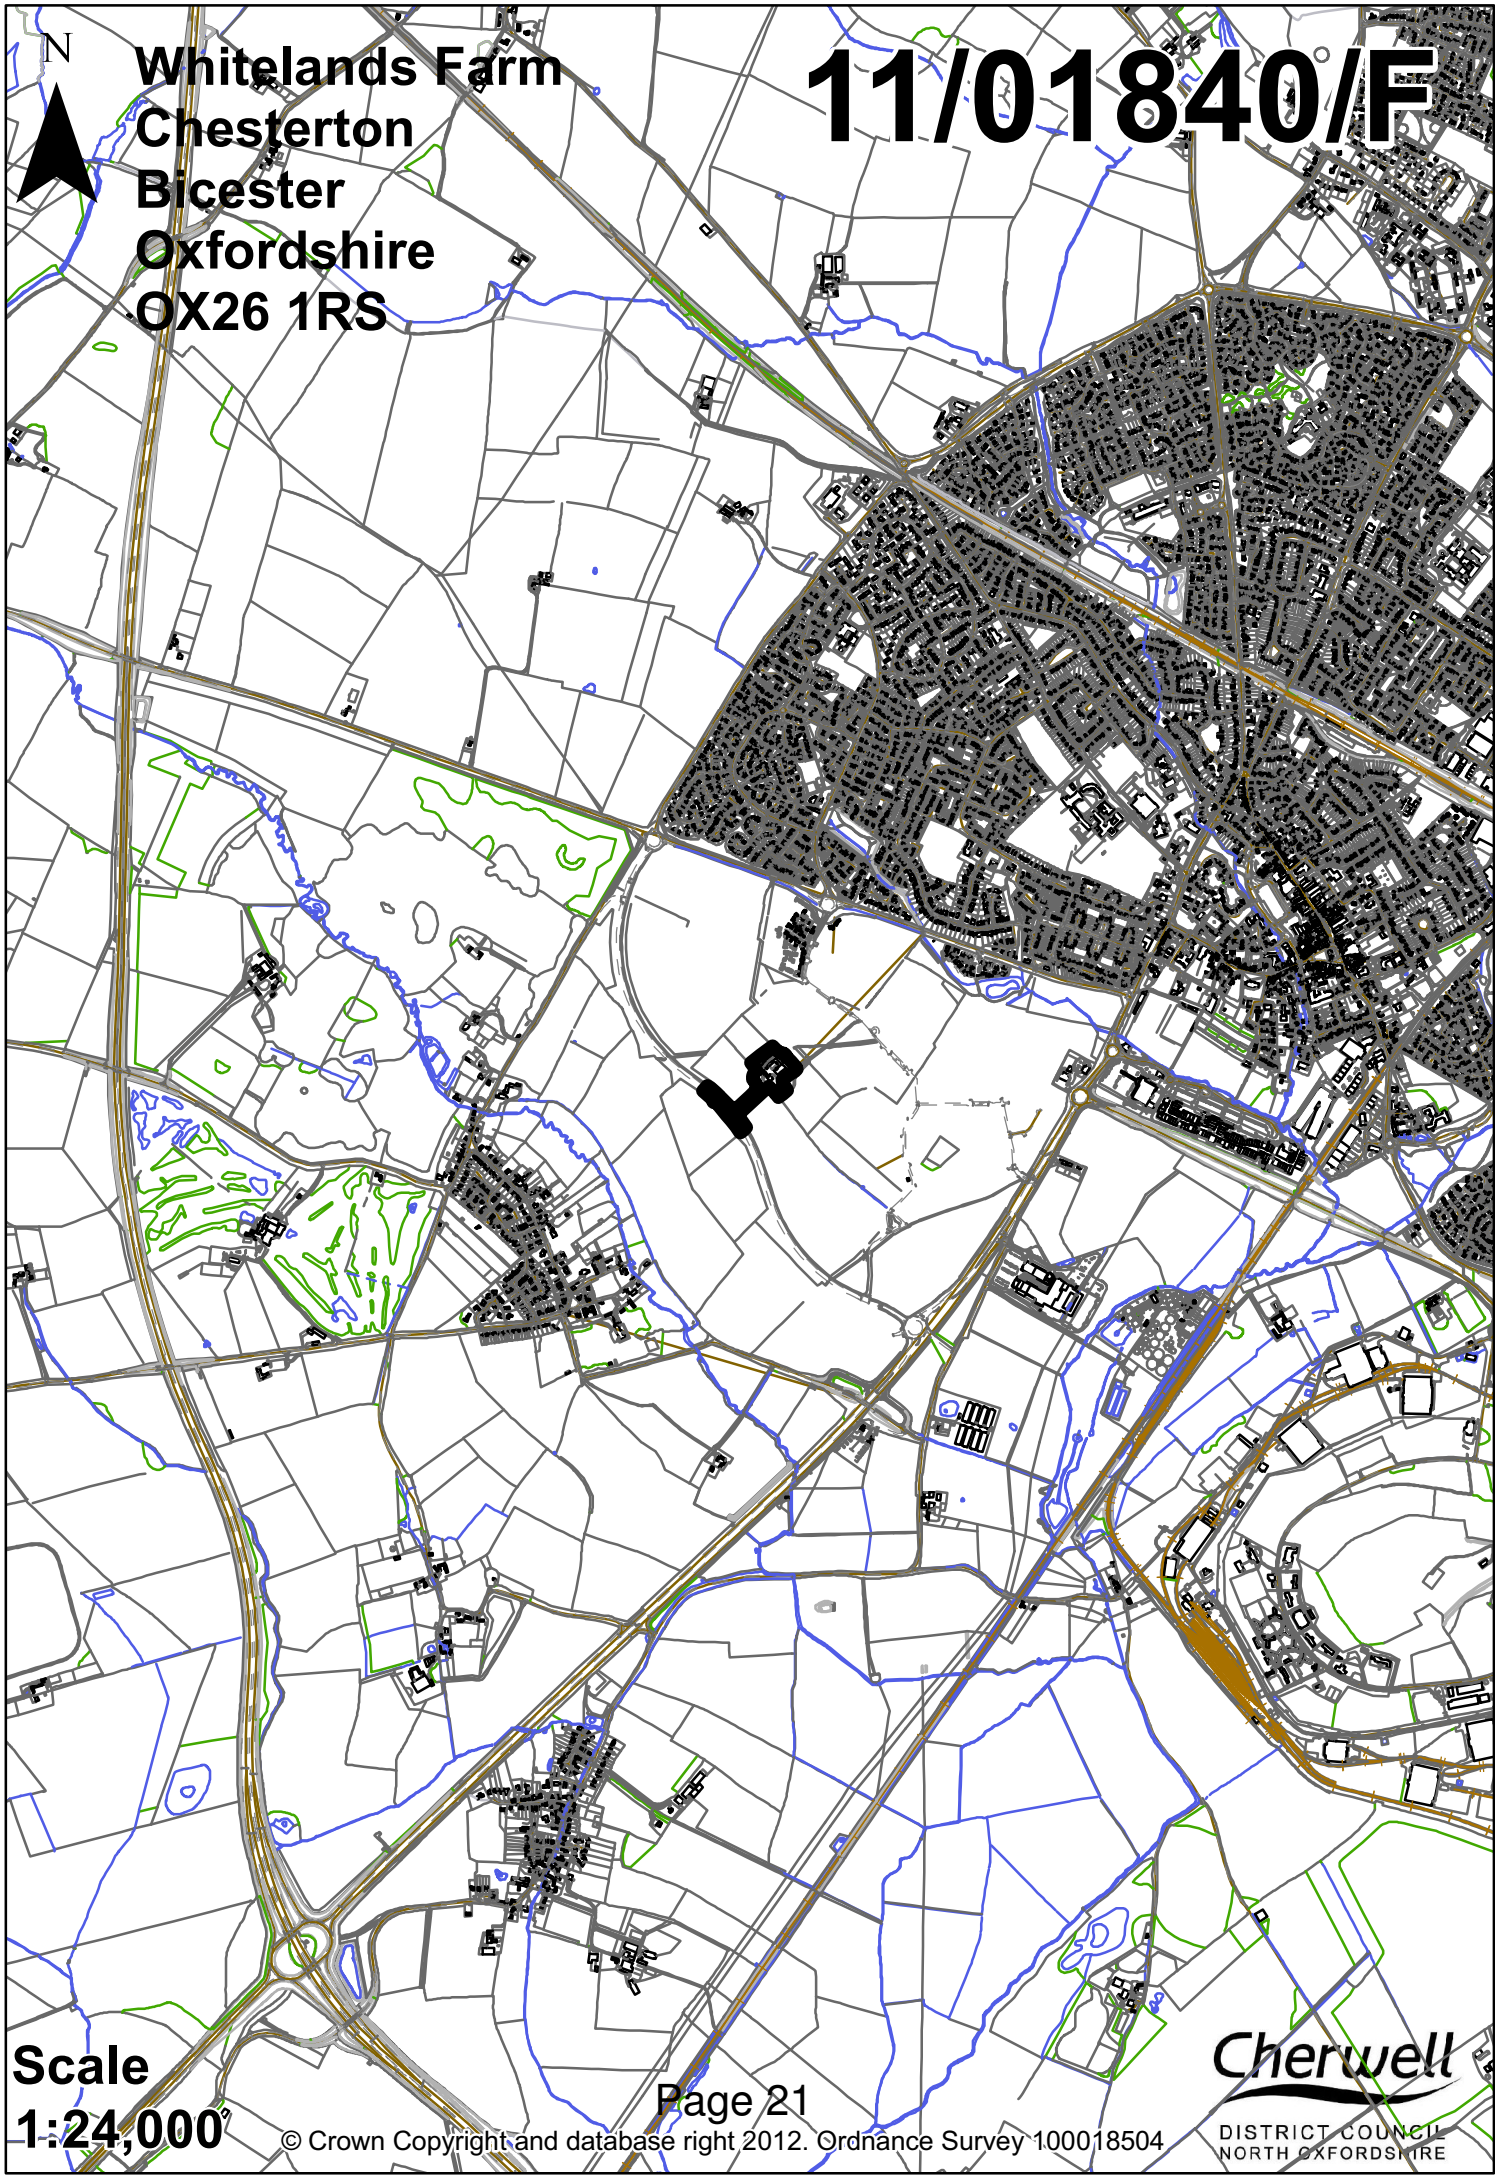 N
Whitelands Farm
Chesterton
Bicester
Oxfordshire
OX26 1RS
11/01840/F
Scale
1:24,000
Page 21
© Crown Copyright and database right 2012. Ordnance Survey 100018504
Cherwell
DISTRICT COUNCIL
NORTH OXFORDSHIRE